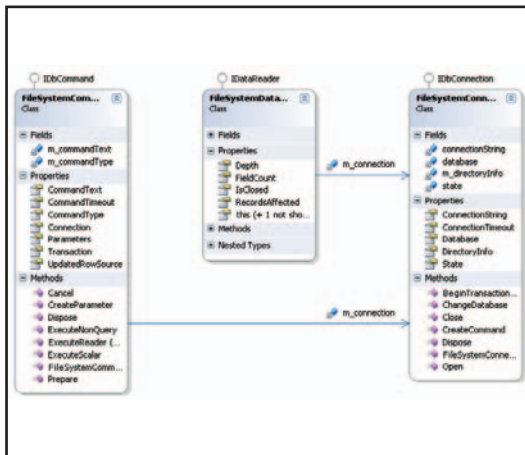 IDbCommand
FileSystemCom...
Class
Fields
m_commandText
m_commandType
Properties
CommandText
CommandTimeout
CommandType
Connection
Parameters
Transaction
UpdatedRowSource
Methods
Cancel
CreateParameter
Dispose
ExecuteNonQuery
ExecuteReader (...
ExecuteScalar
FileSystemComm...
Prepare
IDataReader
FileSystemData...
Class
Fields
Properties
Depth
FieldCount
IsClosed
RecordsAffected
this (+ 1 not sho...
Methods
Nested Types
m_connection
m_connection
IDbConnection
FileSystemConn...
Class
Fields
connectionString
database
m_directoryInfo
state
Properties
ConnectionString
ConnectionTimeout
Database
DirectoryInfo
State
Methods
BeginTransaction...
ChangeDatabase
Close
CreateCommand
Dispose
FileSystemConne...
Open